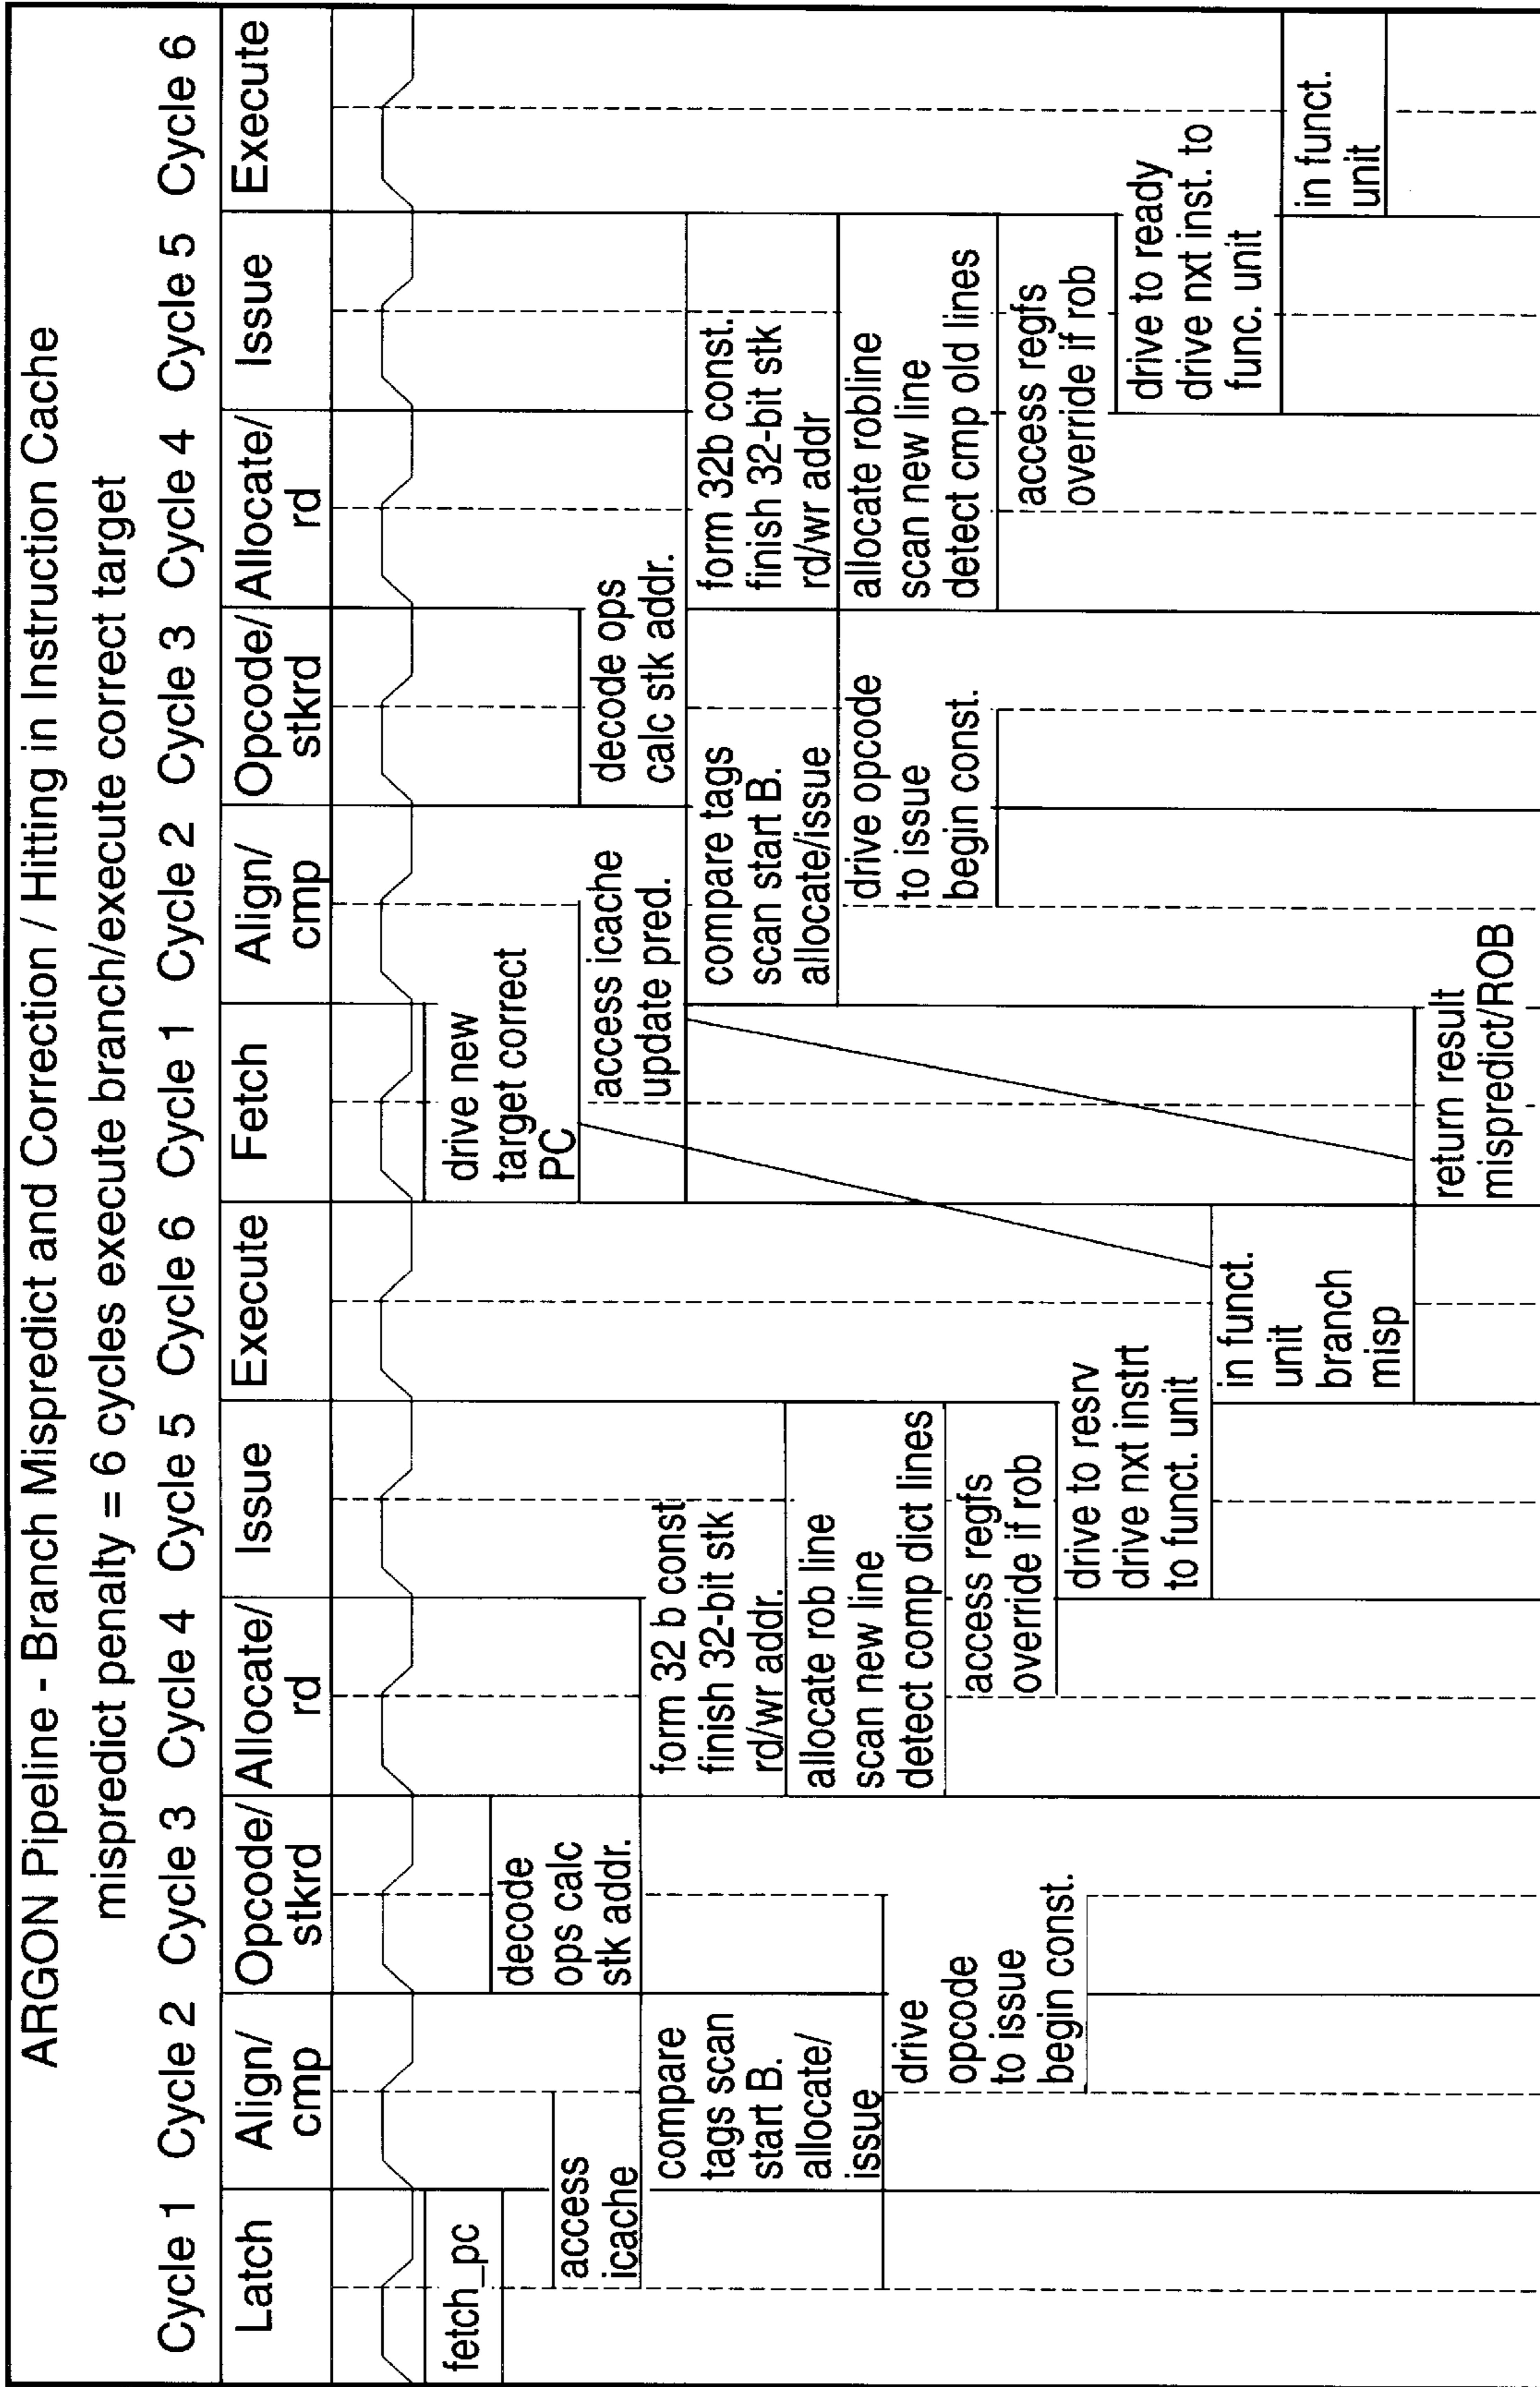 ARGON Pipeline - Branch Mispredict and Correction / Hitting in Instruction Cache
mispredict penalty = 6 cycles execute branch/execute correct target
Cycle 1 Cycle 2 Cycle 3 Cycle 4 Cycle 5 Cycle 6 Cycle 1 Cycle 2 Cycle 3 Cycle 4 Cycle 5 Cycle 6
Latch
Align/
cmp
Opcode/
stkrd
Allocate/
rd
Issue
Execute
Fetch
Align/
cmp
Opcode/
stkrd
Allocate/
rd
Issue
Execute
fetch_pc
access
icache
compare
tags scan
start B.
allocate/
issue
decode
ops calc
stk addr.
drive
opcode
to issue
begin const.
form 32 b const
finish 32-bit stk
rd/wr addr.
allocate rob line
scan new line
detect comp dict lines
access regfs
override if rob
drive to resrv
drive nxt instrt
to funct. unit
in funct.
unit
branch
misp
drive new
target correct
PC
access icache
update pred.
return result
mispredict/ROB
compare tags
scan start B.
allocate/issue
decode ops
calc stk addr.
drive opcode
to issue
begin const.
form 32b const.
finish 32-bit stk
rd/wr addr
allocate robline
scan new line
detect cmp old lines
access regfs
override if rob
drive to ready
drive nxt inst. to
func. unit
in funct.
unit